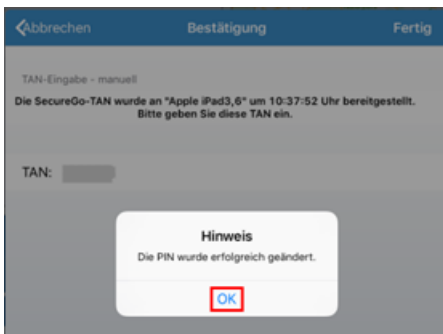 Abbrechen Bestätigung Fertig
TAN-Eingabe - manuell
Die SecureGo-TAN wurde an "Apple iPad3,6" um 10:37:52 Uhr bereitgestellt.
Bitte geben Sie diese TAN ein.
TAN:
Hinweis
Die PIN wurde erfolgreich geändert.
OK